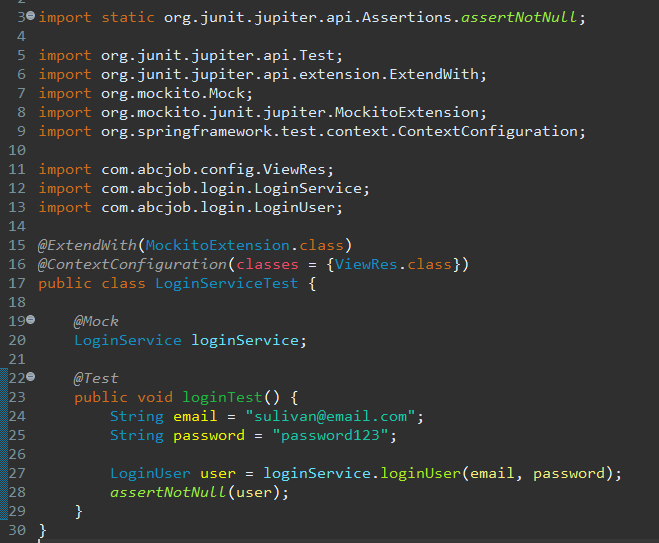 3 import static org.junit.jupiter.api.Assertions.assertNotNull;
4
5 import org.junit.jupiter.api.Test;
6 import org.junit.jupiter.api.extension.ExtendWith;
7 import org.mockito.Mock;
8 import org.mockito.junit.jupiter.MockitoExtension;
9 import org.springframework.test.context.ContextConfiguration;
10
11 import com.abcjob.config.ViewRes;
12 import com.abcjob.login.LoginService;
13 import com.abcjob.login.LoginUser;
14
15 @ExtendWith(MockitoExtension.class)
16 @ContextConfiguration(classes = {ViewRes.class})
17 public class LoginServiceTest {
18
19     @Mock
20     LoginService loginService;
21
22     @Test
23     public void loginTest() {
24         String email = "sulivan@email.com";
25         String password = "password123";
26
27         LoginUser user = loginService.loginUser(email, password);
28         assertNotNull(user);
29     }
30 }